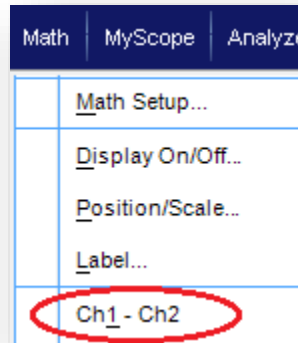 Math MyScope Analyze
Math Setup...
Display On/Off...
Position/Scale...
Label...
Ch1 - Ch2